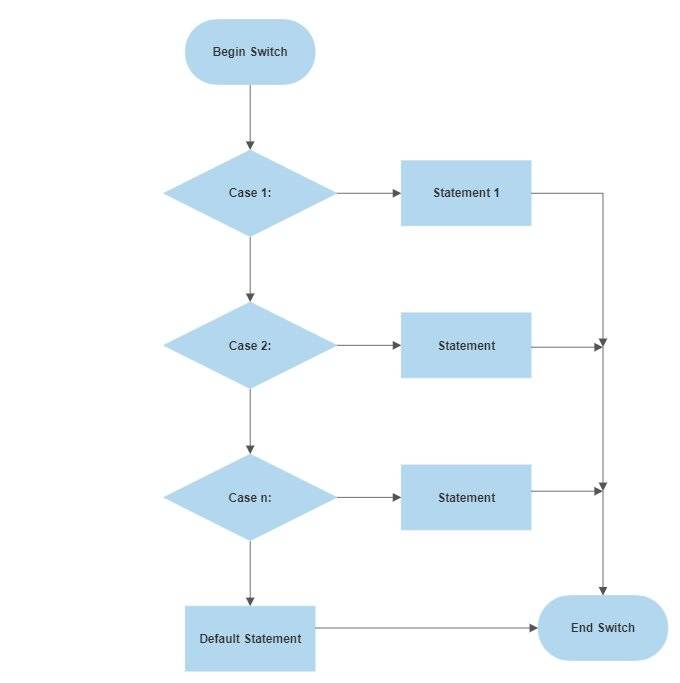 Begin Switch
Case 1:
Statement 1
Case 2:
Statement
Case n:
Statement
Default Statement
End Switch